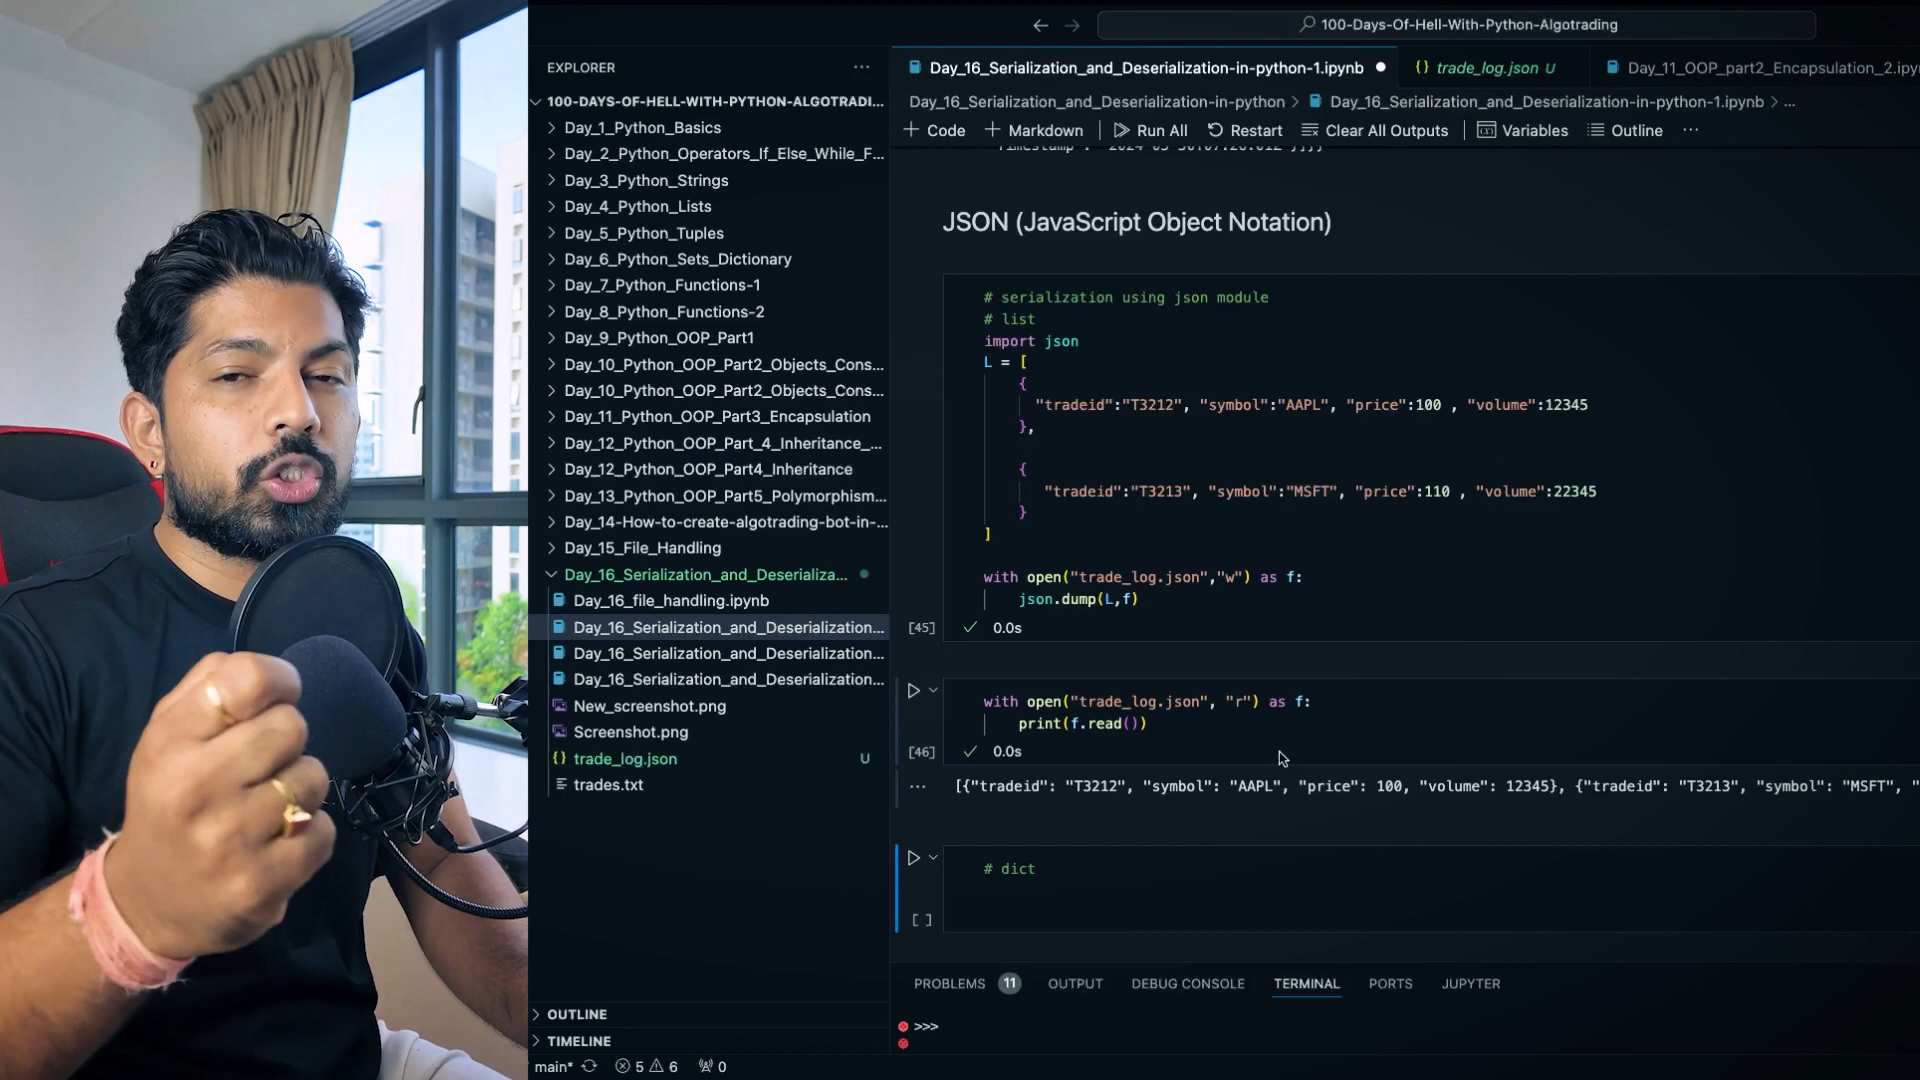 100-Days-Of-Hell-With-Python-Algotrading
EXPLORER
100-DAYS-OF-HELL-WITH-PYTHON-ALGOTRADI...
Day_1_Python_Basics
Day_2_Python_Operators_If_Else_While_F...
Day_3_Python_Strings
Day_4_Python_Lists
Day_5_Python_Tuples
Day_6_Python_Sets_Dictionary
Day_7_Python_Functions-1
Day_8_Python_Functions-2
Day_9_Python_OOP_Part1
Day_10_Python_OOP_Part2_Objects_Cons...
Day_10_Python_OOP_Part2_Objects_Cons...
Day_11_Python_OOP_Part3_Encapsulation
Day_12_Python_OOP_Part_4_Inheritance_...
Day_12_Python_OOP_Part4_Inheritance
Day_13_Python_OOP_Part5_Polymorphism...
Day_14-How-to-create-algotrading-bot-in-...
Day_15_File_Handling
Day_16_Serialization_and_Deserializa...
Day_16_file_handling.ipynb
Day_16_Serialization_and_Deserialization...
Day_16_Serialization_and_Deserialization...
Day_16_Serialization_and_Deserialization...
New_screenshot.png
Screenshot.png
trade_log.json U
trades.txt
OUTLINE
TIMELINE
main* 5 6 0
Day_16_Serialization_and_Deserialization-in-python-1.ipynb trade_log.json U Day_11_OOP_part2_Encapsulation_2.ipy
Day_16_Serialization_and_Deserialization-in-python > Day_16_Serialization_and_Deserialization-in-python-1.ipynb > ...
+ Code + Markdown Run All Restart Clear All Outputs Variables Outline ...
JSON (JavaScript Object Notation)
# serialization using json module
# list
import json
L = [
{
"tradeid":"T3212", "symbol":"AAPL", "price":100 , "volume":12345
},
{
"tradeid":"T3213", "symbol":"MSFT", "price":110 , "volume":22345
}
]
with open("trade_log.json","w") as f:
json.dump(L,f)
[45] 0.0s
with open("trade_log.json", "r") as f:
print(f.read())
[46] 0.0s
... [{"tradeid": "T3212", "symbol": "AAPL", "price": 100, "volume": 12345}, {"tradeid": "T3213", "symbol": "MSFT", "
# dict
[ ]
PROBLEMS 11 OUTPUT DEBUG CONSOLE TERMINAL PORTS JUPYTER
>>>